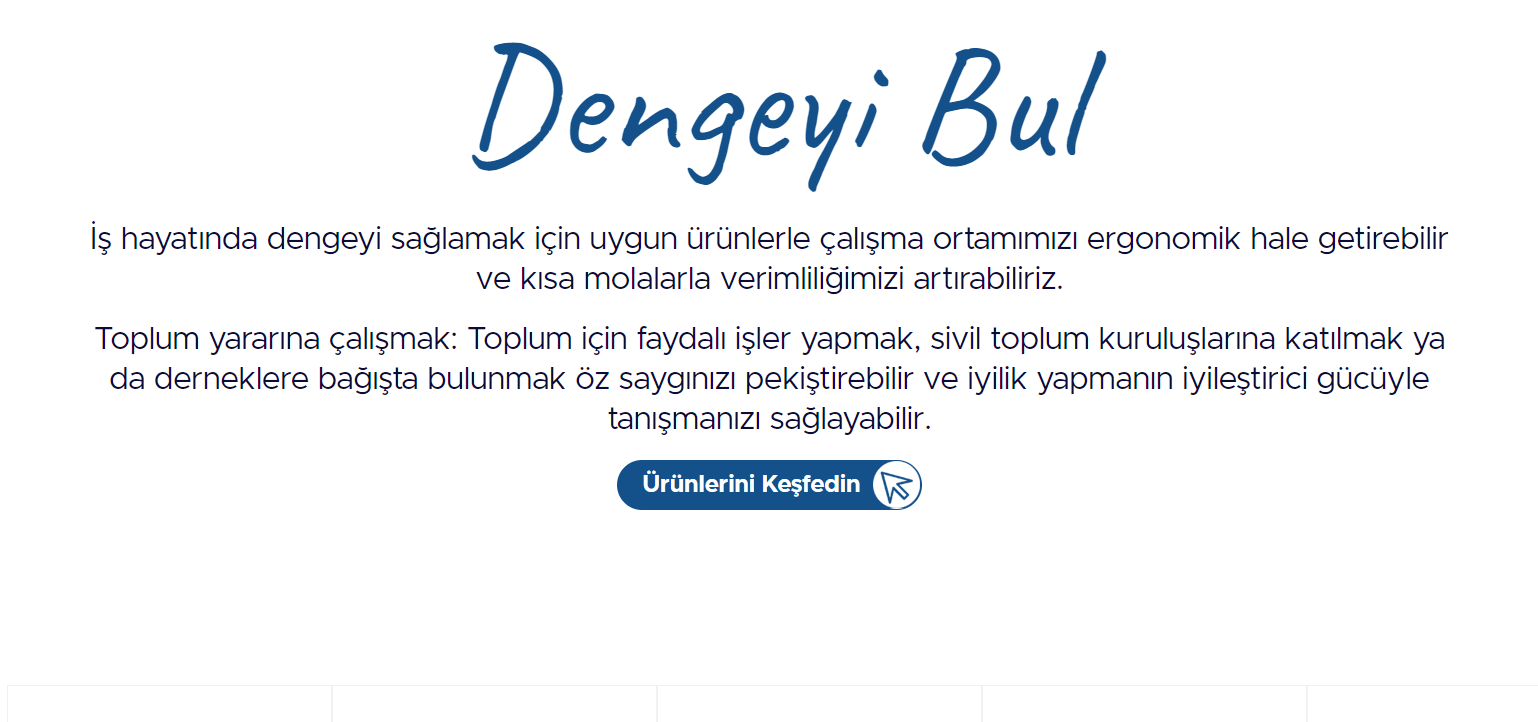 Dengeyi Bul
İş hayatında dengeyi sağlamak için uygun ürünlerle çalışma ortamımızı ergonomik hale getirebilir
ve kısa molalarla verimliliğimizi artırabiliriz.
Toplum yararına çalışmak: Toplum için faydalı işler yapmak, sivil toplum kuruluşlarına katılmak ya
da derneklere bağışta bulunmak öz saygınızı pekiştirebilir ve iyilik yapmanın iyileştirici gücüyle
tanışmanızı sağlayabilir.
Ürünlerini Keşfedin